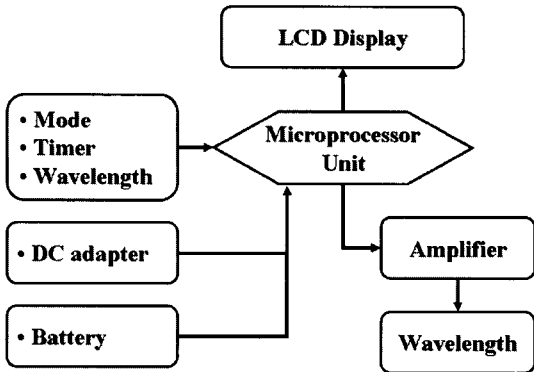 LCD Display
• Mode
• Timer
• Wavelength
Microprocessor
Unit
• DC adapter
Amplifier
• Battery
Wavelength